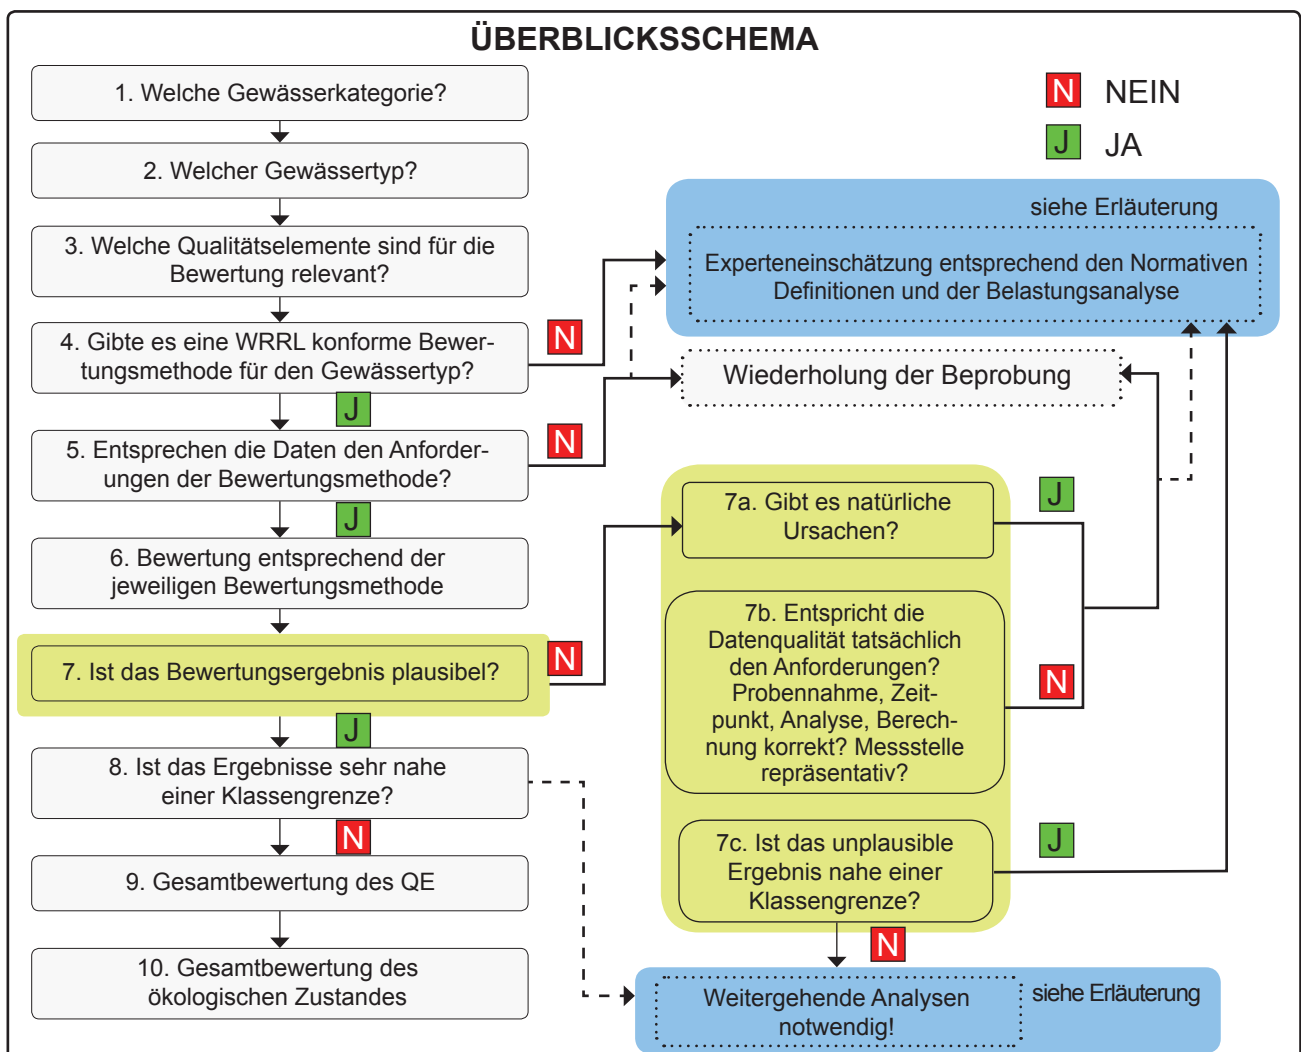 ÜBERBLICKSSCHEMA
1. Welche Gewässerkategorie?
N NEIN
J JA
2. Welcher Gewässertyp?
siehe Erläuterung
3. Welche Qualitätselemente sind für die
Bewertung relevant?
Experteneinschätzung entsprechend den Normativen
Definitionen und der Belastungsanalyse
4. Gibte es eine WRRL konforme Bewer-
tungsmethode für den Gewässertyp?
N
J
Wiederholung der Beprobung
5. Entsprechen die Daten den Anforder-
ungen der Bewertungsmethode?
N
J
6. Bewertung entsprechend der
jeweiligen Bewertungsmethode
7. Ist das Bewertungsergebnis plausibel?
N
J
7a. Gibt es natürliche
Ursachen?
J
7b. Entspricht die
Datenqualität tatsächlich
den Anforderungen?
Probennahme, Zeit-
punkt, Analyse, Berech-
nung korrekt? Messstelle
repräsentativ?
N
7c. Ist das unplausible
Ergebnis nahe einer
Klassengrenze?
J
N
8. Ist das Ergebnisse sehr nahe
einer Klassengrenze?
N
9. Gesamtbewertung des QE
10. Gesamtbewertung des
ökologischen Zustandes
Weitergehende Analysen
notwendig!
siehe Erläuterung